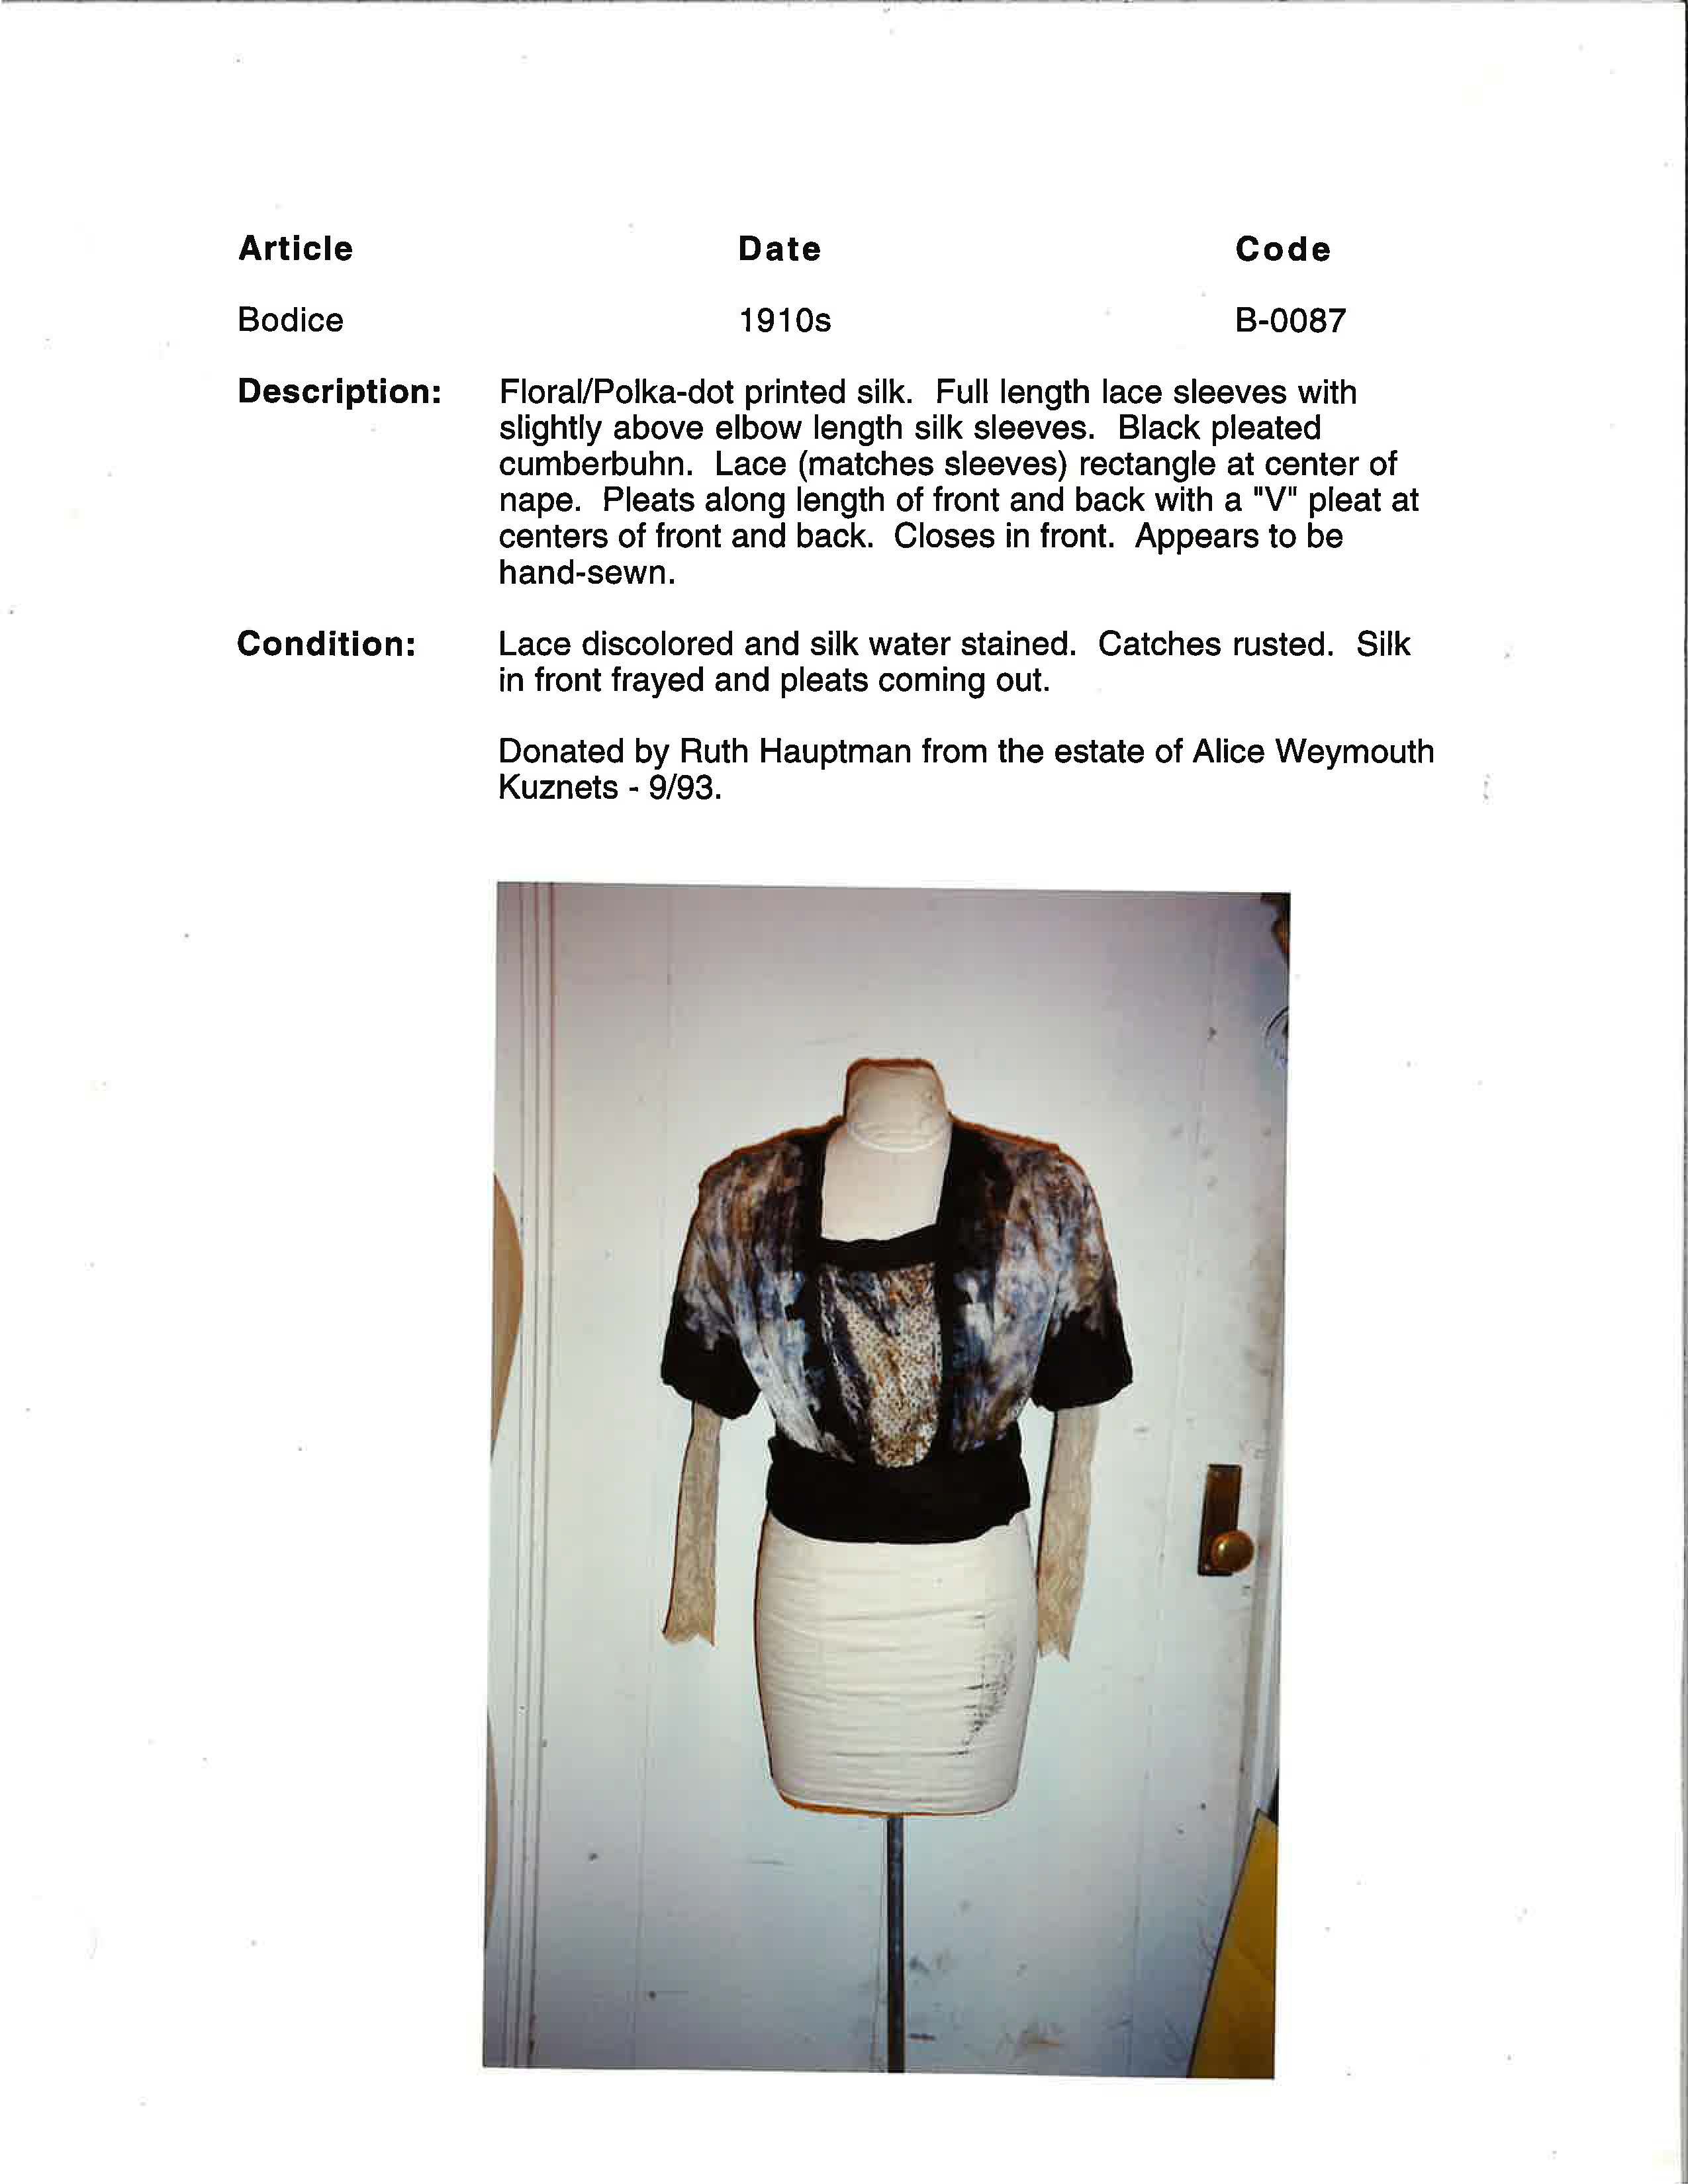 Article Date Code
Bodice 1910s B-0087
Description: Floral/Polka-dot printed silk. Full length lace sleeves with
slightly above elbow length silk sleeves. Black pleated
cumberbuhn. Lace (matches sleeves) rectangle at center of
nape. Pleats along length of front and back with a "V" pleat at
centers of front and back. Closes in front. Appears to be
hand-sewn.
Condition: Lace discolored and silk water stained. Catches rusted. Silk
in front frayed and pleats coming out.
Donated by Ruth Hauptman from the estate of Alice Weymouth
Kuznets - 9/93.